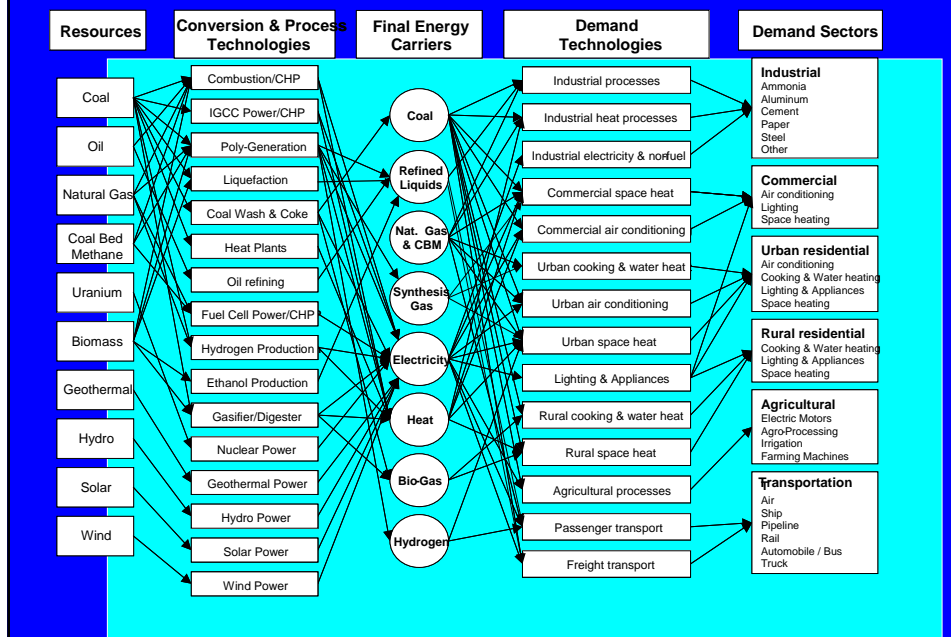 Resources
Conversion & Process
Technologies
Final Energy
Carriers
Demand
Technologies
Demand Sectors
Coal
Oil
Natural Gas
Coal Bed
Methane
Uranium
Biomass
Geothermal
Hydro
Solar
Wind
Combustion/CHP
IGCC Power/CHP
Poly-Generation
Liquefaction
Coal Wash & Coke
Heat Plants
Oil refining
Fuel Cell Power/CHP
Hydrogen Production
Ethanol Production
Gasifier/Digester
Nuclear Power
Geothermal Power
Hydro Power
Solar Power
Wind Power
Coal
Refined
Liquids
Nat. Gas
& CBM
Synthesis
Gas
Electricity
Heat
Bio-Gas
Hydrogen
Industrial processes
Industrial heat processes
Industrial electricity & non-fuel
Commercial space heat
Commercial air conditioning
Urban cooking & water heat
Urban air conditioning
Urban space heat
Lighting & Appliances
Rural cooking & water heat
Rural space heat
Agricultural processes
Passenger transport
Freight transport
Industrial
Ammonia
Aluminum
Cement
Paper
Steel
Other
Commercial
Air conditioning
Lighting
Space heating
Urban residential
Air conditioning
Cooking & Water heating
Lighting & Appliances
Space heating
Rural residential
Cooking & Water heating
Lighting & Appliances
Space heating
Agricultural
Electric Motors
Agro-Processing
Irrigation
Farming Machines
Transportation
Air
Ship
Pipeline
Rail
Automobile / Bus
Truck